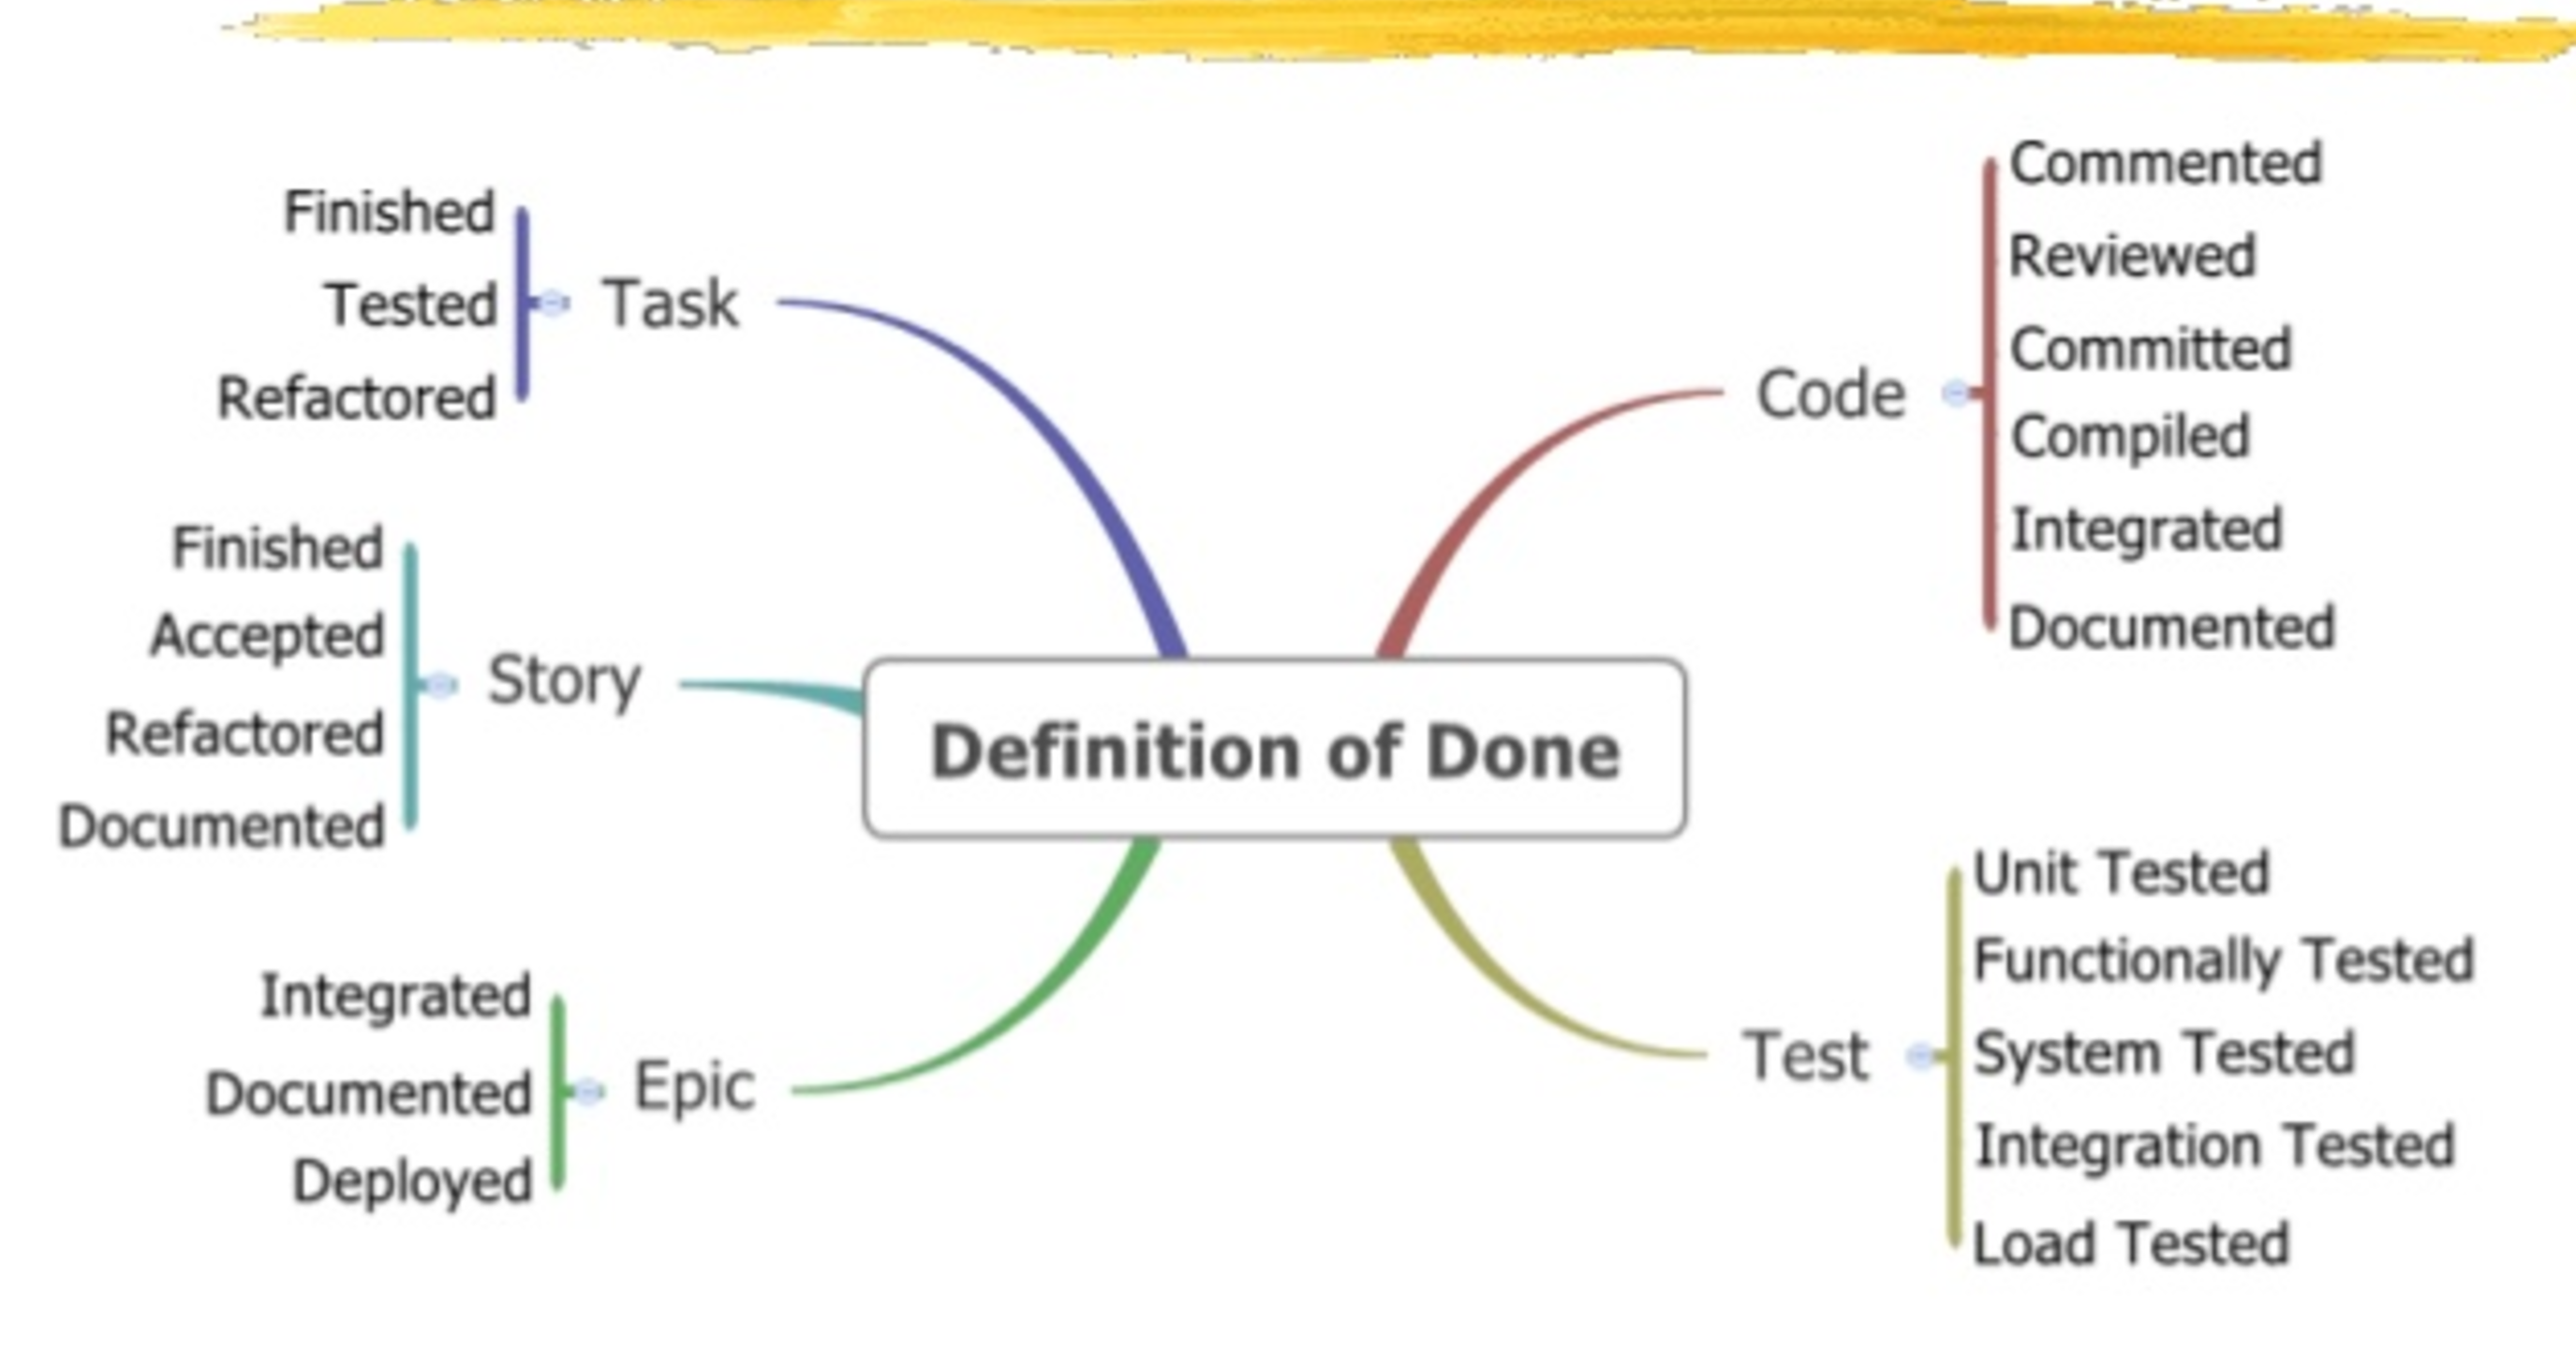 Finished
Tested
Refactored
Task
Finished
Accepted
Refactored
Documented
Story
Integrated
Documented
Deployed
Epic
Definition of Done
Code
Commented
Reviewed
Committed
Compiled
Integrated
Documented
Test
Unit Tested
Functionally Tested
System Tested
Integration Tested
Load Tested